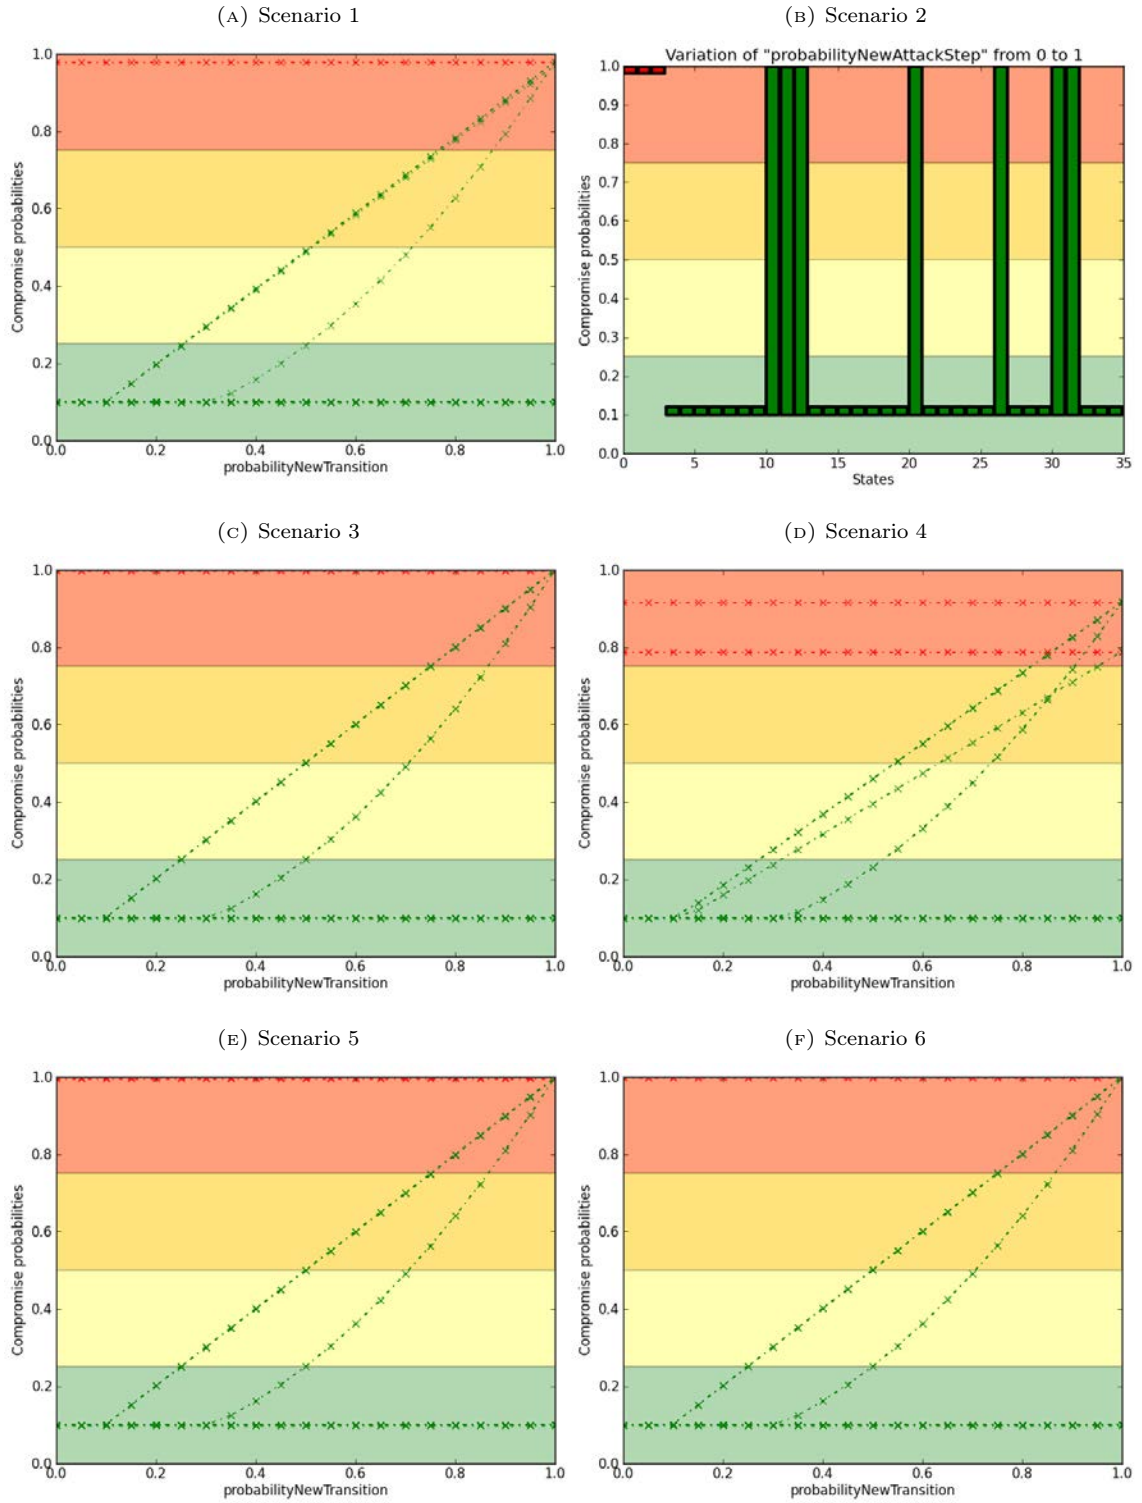 (A) Scenario 1
(B) Scenario 2
1.0
0.8
0.6
0.4
0.2
0.0
Compromise probabilities
0.0 0.2 0.4 0.6 0.8 1.0
probabilityNewTransition
Variation of "probabilityNewAttackStep" from 0 to 1
1.0
0.9
0.8
0.7
0.6
0.5
0.4
0.3
0.2
0.1
0.0
Compromise probabilities
0 5 10 15 20 25 30 35
States
(C) Scenario 3
(D) Scenario 4
1.0
0.8
0.6
0.4
0.2
0.0
Compromise probabilities
0.0 0.2 0.4 0.6 0.8 1.0
probabilityNewTransition
1.0
0.8
0.6
0.4
0.2
0.0
Compromise probabilities
0.0 0.2 0.4 0.6 0.8 1.0
probabilityNewTransition
(E) Scenario 5
(F) Scenario 6
1.0
0.8
0.6
0.4
0.2
0.0
Compromise probabilities
0.0 0.2 0.4 0.6 0.8 1.0
probabilityNewTransition
1.0
0.8
0.6
0.4
0.2
0.0
Compromise probabilities
0.0 0.2 0.4 0.6 0.8 1.0
probabilityNewTransition